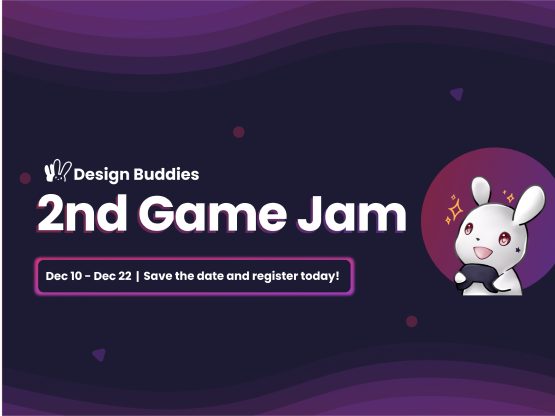 Design Buddies
2nd Game Jam
Dec 10 - Dec 22 | Save the date and register today!